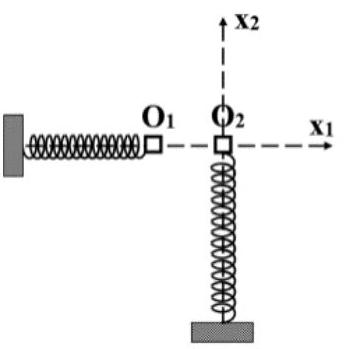 x₂
O₁ O₂
x₁